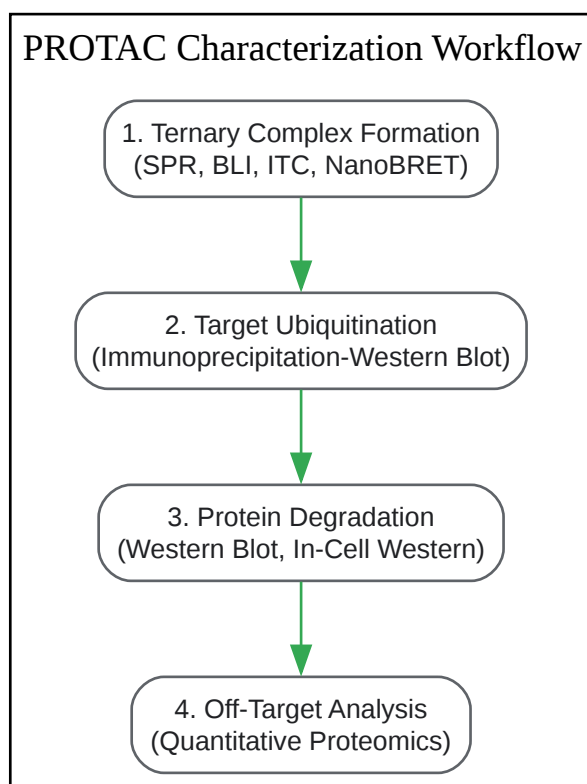 PROTAC Characterization Workflow
1. Ternary Complex Formation
(SPR, BLI, ITC, NanoBRET)
2. Target Ubiquitination
(Immunoprecipitation-Western Blot)
3. Protein Degradation
(Western Blot, In-Cell Western)
4. Off-Target Analysis
(Quantitative Proteomics)